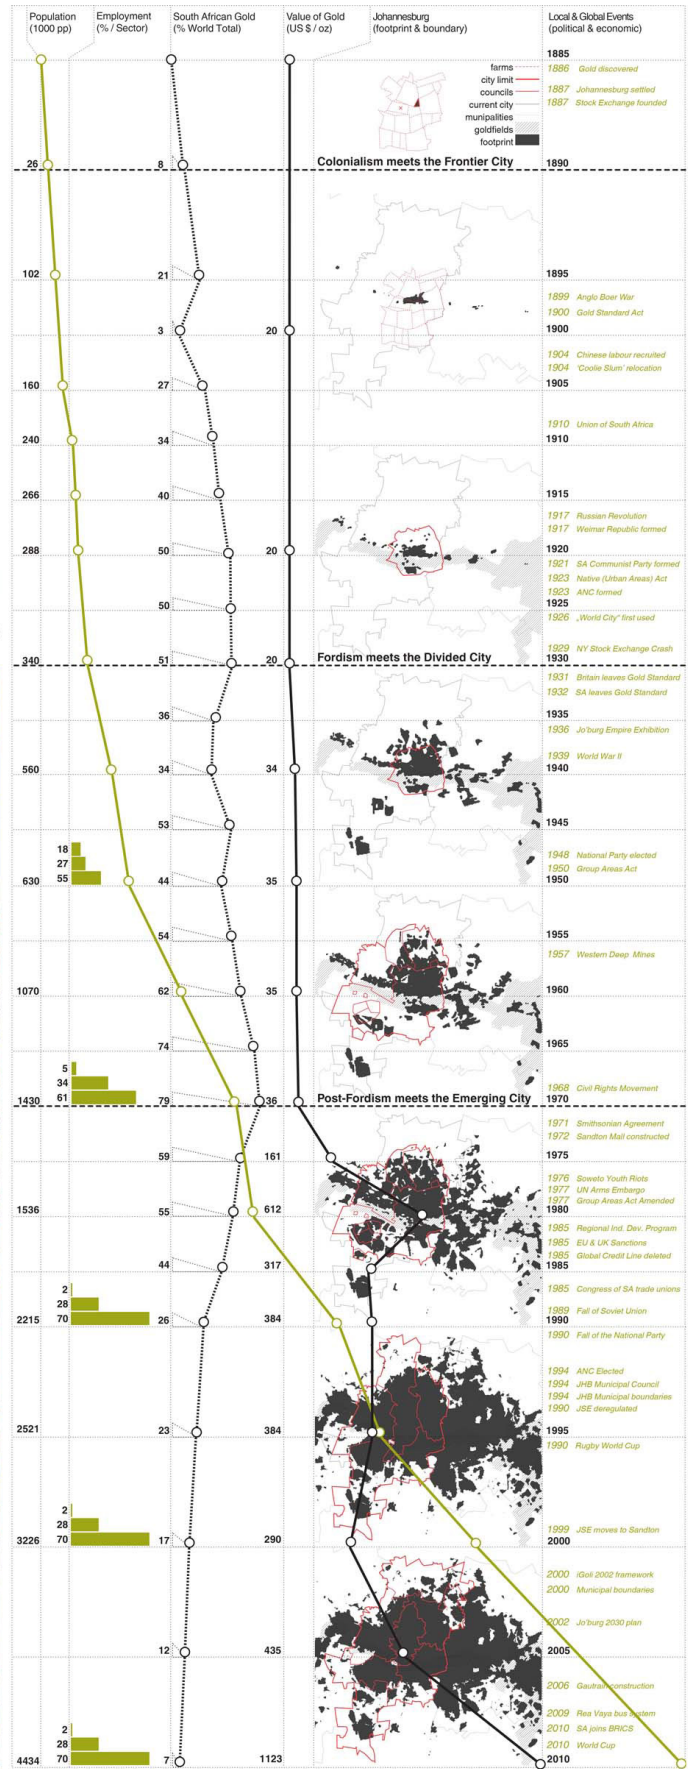 Population
(1000 pp)
Employment
(% / Sector)
South African Gold
(% World Total)
Value of Gold
(US $ / oz)
Johannesburg
(footprint & boundary)
Local & Global Events
(political & economic)
1885
farms
city limit
councils
current city
munipalities
goldfields
footprint
1886 Gold discovered
1887 Johannesburg settled
1887 Stock Exchange founded
Colonialism meets the Frontier City
26
8
1890
102
21
1895
1899 Anglo Boer War
1900 Gold Standard Act
3
20
1900
1904 Chinese labour recruited
1904 'Coolie Slum' relocation
160
27
1905
1910 Union of South Africa
240
34
1910
266
40
1915
1917 Russian Revolution
1917 Weimar Republic formed
288
50
20
1920
1921 SA Communist Party formed
1923 Native (Urban Areas) Act
1923 ANC formed
50
1925
1926 „World City" first used
1929 NY Stock Exchange Crash
340
51
20
Fordism meets the Divided City
1930
1931 Britain leaves Gold Standard
1932 SA leaves Gold Standard
36
1935
1936 Jo'burg Empire Exhibition
1939 World War II
560
34
34
1940
53
1945
18
27
55
1948 National Party elected
1950 Group Areas Act
630
44
35
1950
54
1955
1957 Western Deep Mines
1070
62
35
1960
74
1965
5
34
61
1968 Civil Rights Movement
1430
79
36
Post-Fordism meets the Emerging City
1970
1971 Smithsonian Agreement
1972 Sandton Mall constructed
59
161
1975
1976 Soweto Youth Riots
1977 UN Arms Embargo
1977 Group Areas Act Amended
1536
55
612
1980
1985 Regional Ind. Dev. Program
1985 EU & UK Sanctions
1985 Global Credit Line deleted
44
317
1985
1985 Congress of SA trade unions
2
28
70
1989 Fall of Soviet Union
2215
26
384
1990
1990 Fall of the National Party
1994 ANC Elected
1994 JHB Municipal Council
1994 JHB Municipal boundaries
1990 JSE deregulated
2521
23
384
1995
1990 Rugby World Cup
2
28
70
1999 JSE moves to Sandton
3226
17
290
2000
2000 iGoli 2002 framework
2000 Municipal boundaries
2002 Jo'burg 2030 plan
12
435
2005
2006 Gautrain construction
2009 Rea Vaya bus system
2010 SA joins BRICS
2010 World Cup
2
28
70
4434
7
1123
2010